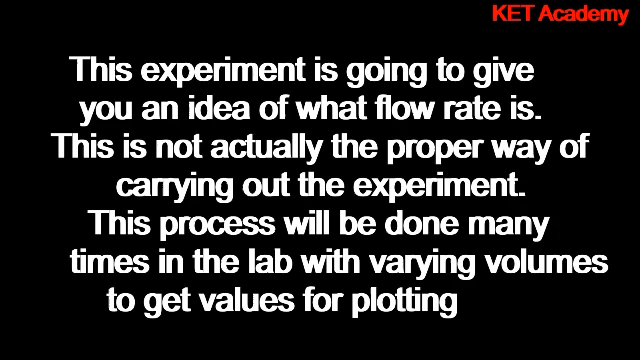 KET Academy
This experiment is going to give
you an idea of what flow rate is.
This is not actually the proper way of
carrying out the experiment.
This process will be done many
times in the lab with varying volumes
to get values for plotting